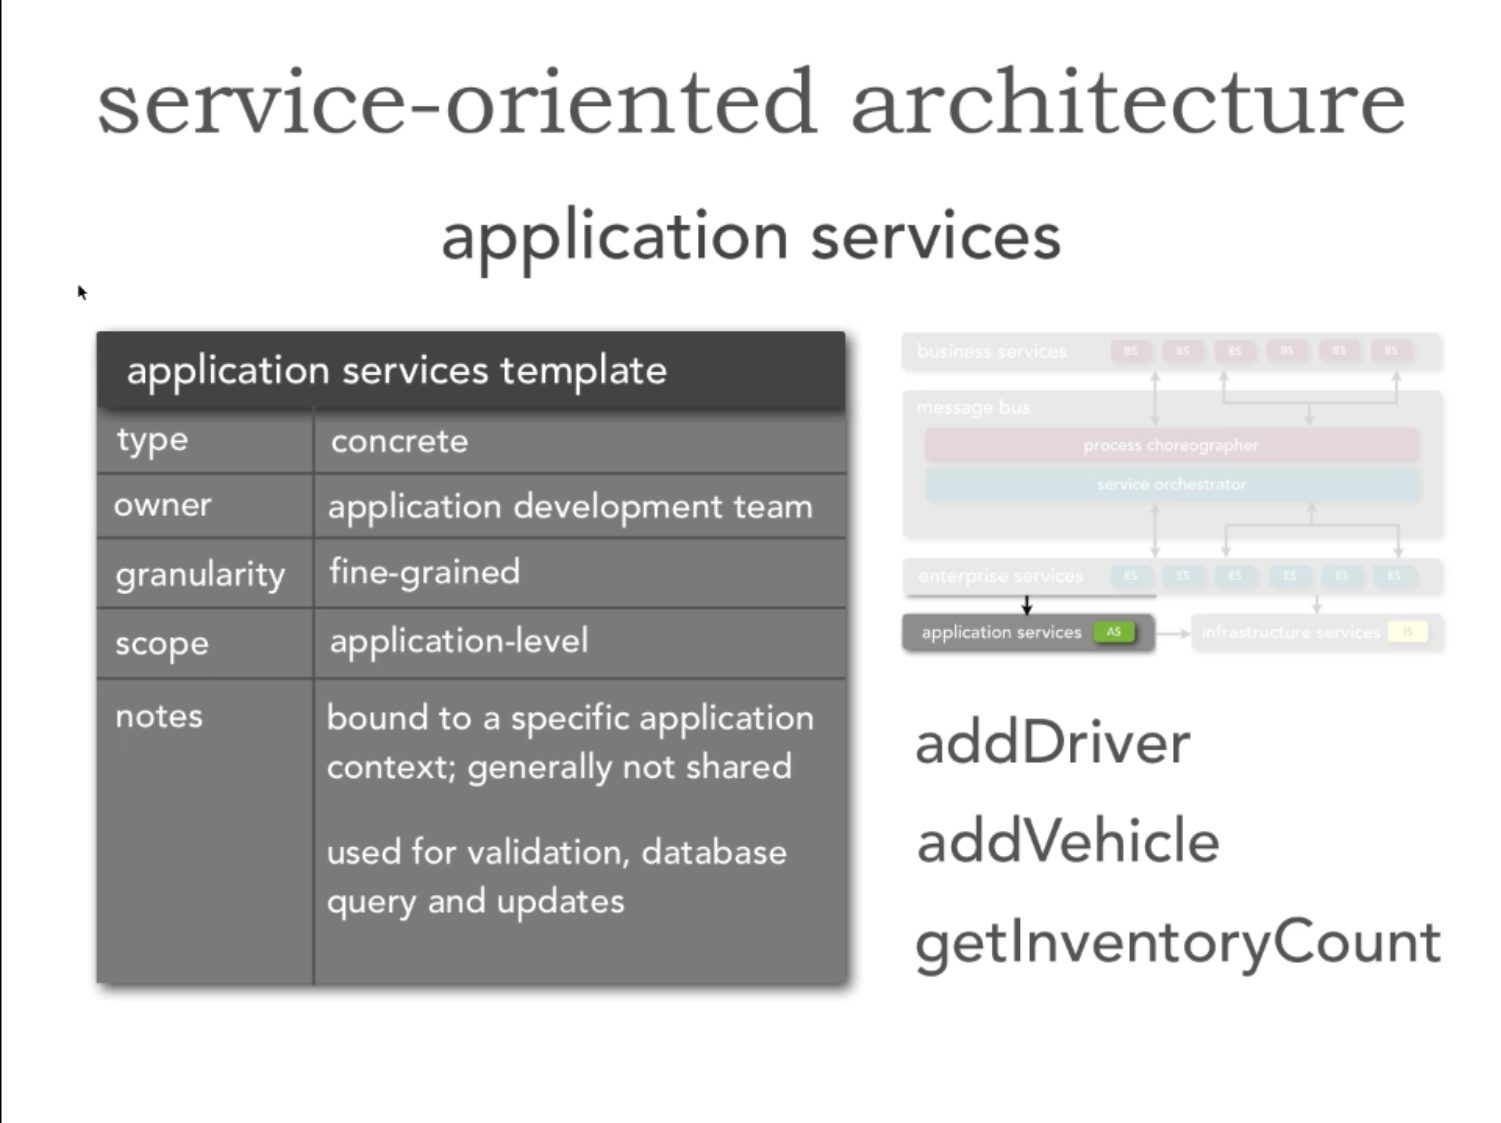 service-oriented architecture
application services
application services template
type
concrete
owner
application development team
granularity
fine-grained
scope
application-level
notes
bound to a specific application
context; generally not shared
used for validation, database
query and updates
business services
BS BS BS BS BS BS
message bus
process choreographer
service orchestrator
enterprise services
ES ES ES ES ES ES
application services
AS
infrastructure services
IS
addDriver
addVehicle
getInventoryCount